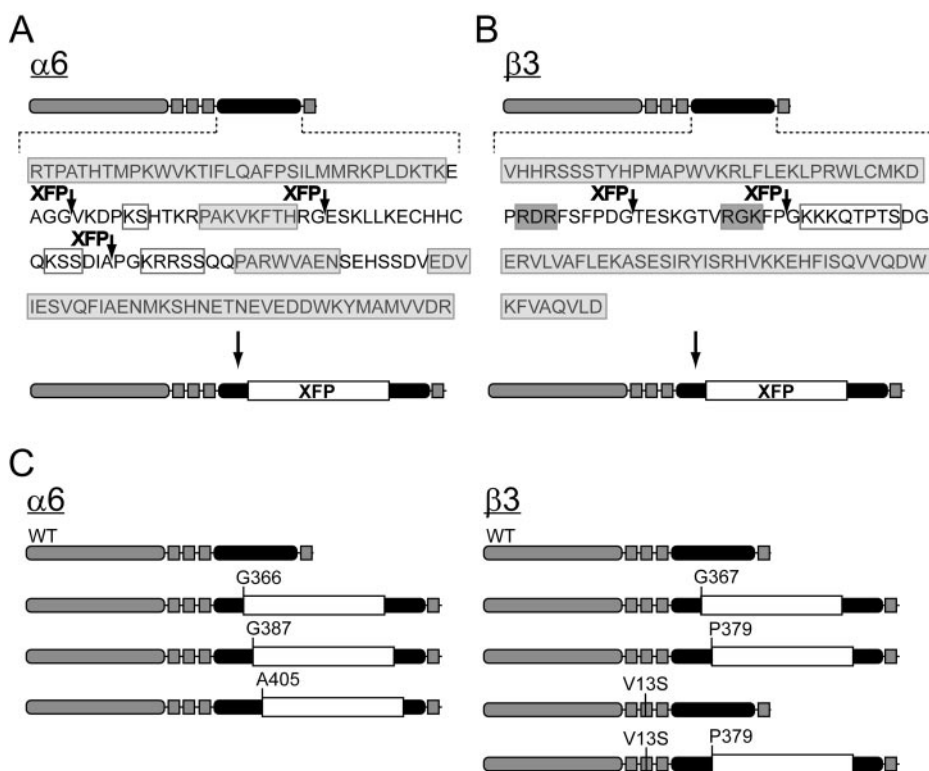 A
α6
RTPATHTMPKWVKTIFLQAFPSILMMRKPLDKTKE
XFP XFP
AGGVKDPKSHTKRPAKVKFTHRGESKLLKECHHC
XFP
QKSSDIAPGKRRSSQQPARWVAENSEHSSDVEDV
IESVQFIAENMKSHNETNEVEDDWKYMAMVVDR
XFP
B
β3
VHHRSSSTYHPMAPWVKRLFLEKLPRWLCMKD
XFP XFP
PRDRFSFPDGTESKGTVRGKFPGKKKQTPTSDG
ERVLVAFLEKASESIRYISRHVKKEHFISQVVQDW
KFVAQVLD
XFP
C
α6
WT
G366
G387
A405
β3
WT
G367
P379
V13S
V13S P379